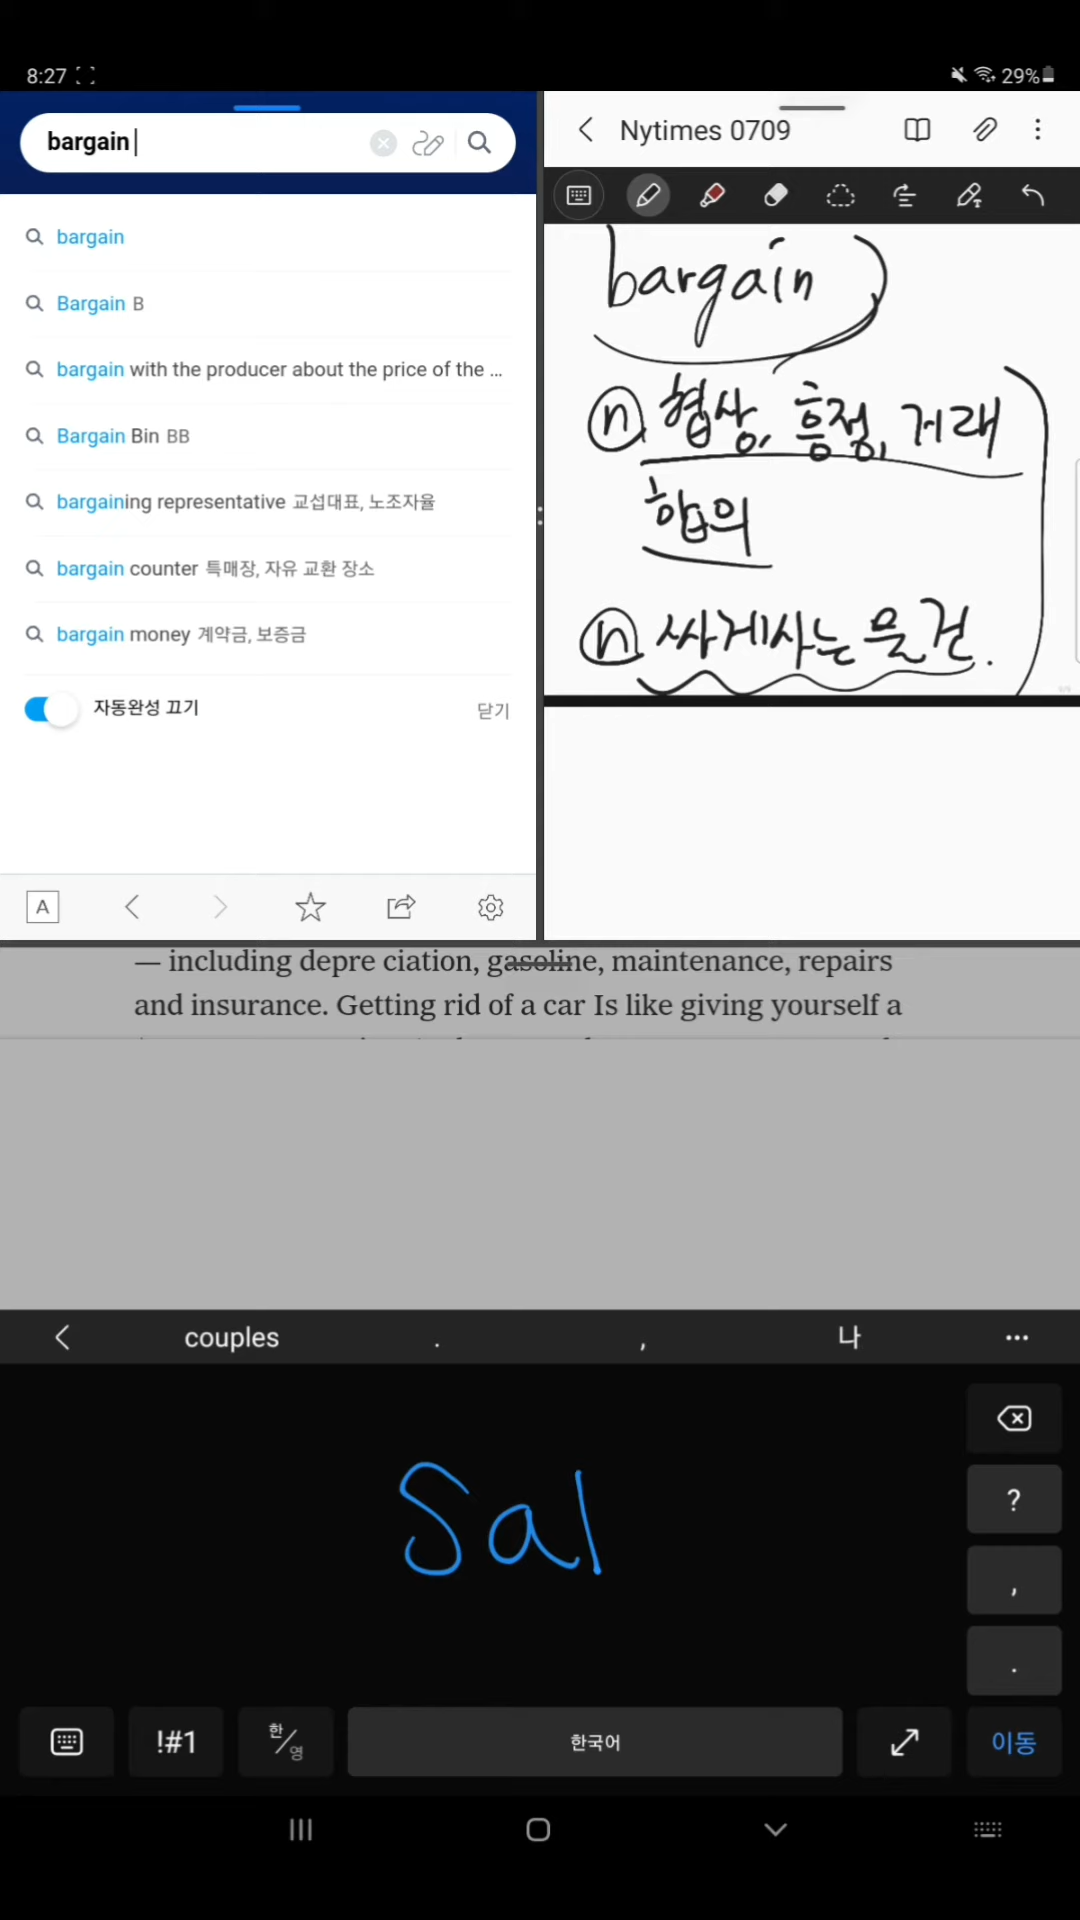 8:27
29%
bargain
bargain
Bargain B
bargain with the producer about the price of the ...
Bargain Bin BB
bargaining representative 교섭대표, 노조자율
bargain counter 특매장, 자유 교환 장소
bargain money 계약금, 보증금
자동완성 끄기
닫기
A
Nytimes 0709
bargain
n 협상, 흥정, 거래
합의
n 싸게사는 물건.
— including depre ciation, gasoline, maintenance, repairs
and insurance. Getting rid of a car Is like giving yourself a
couples . , 나 ...
Sal
?
,
.
!#1
한/영
한국어
이동